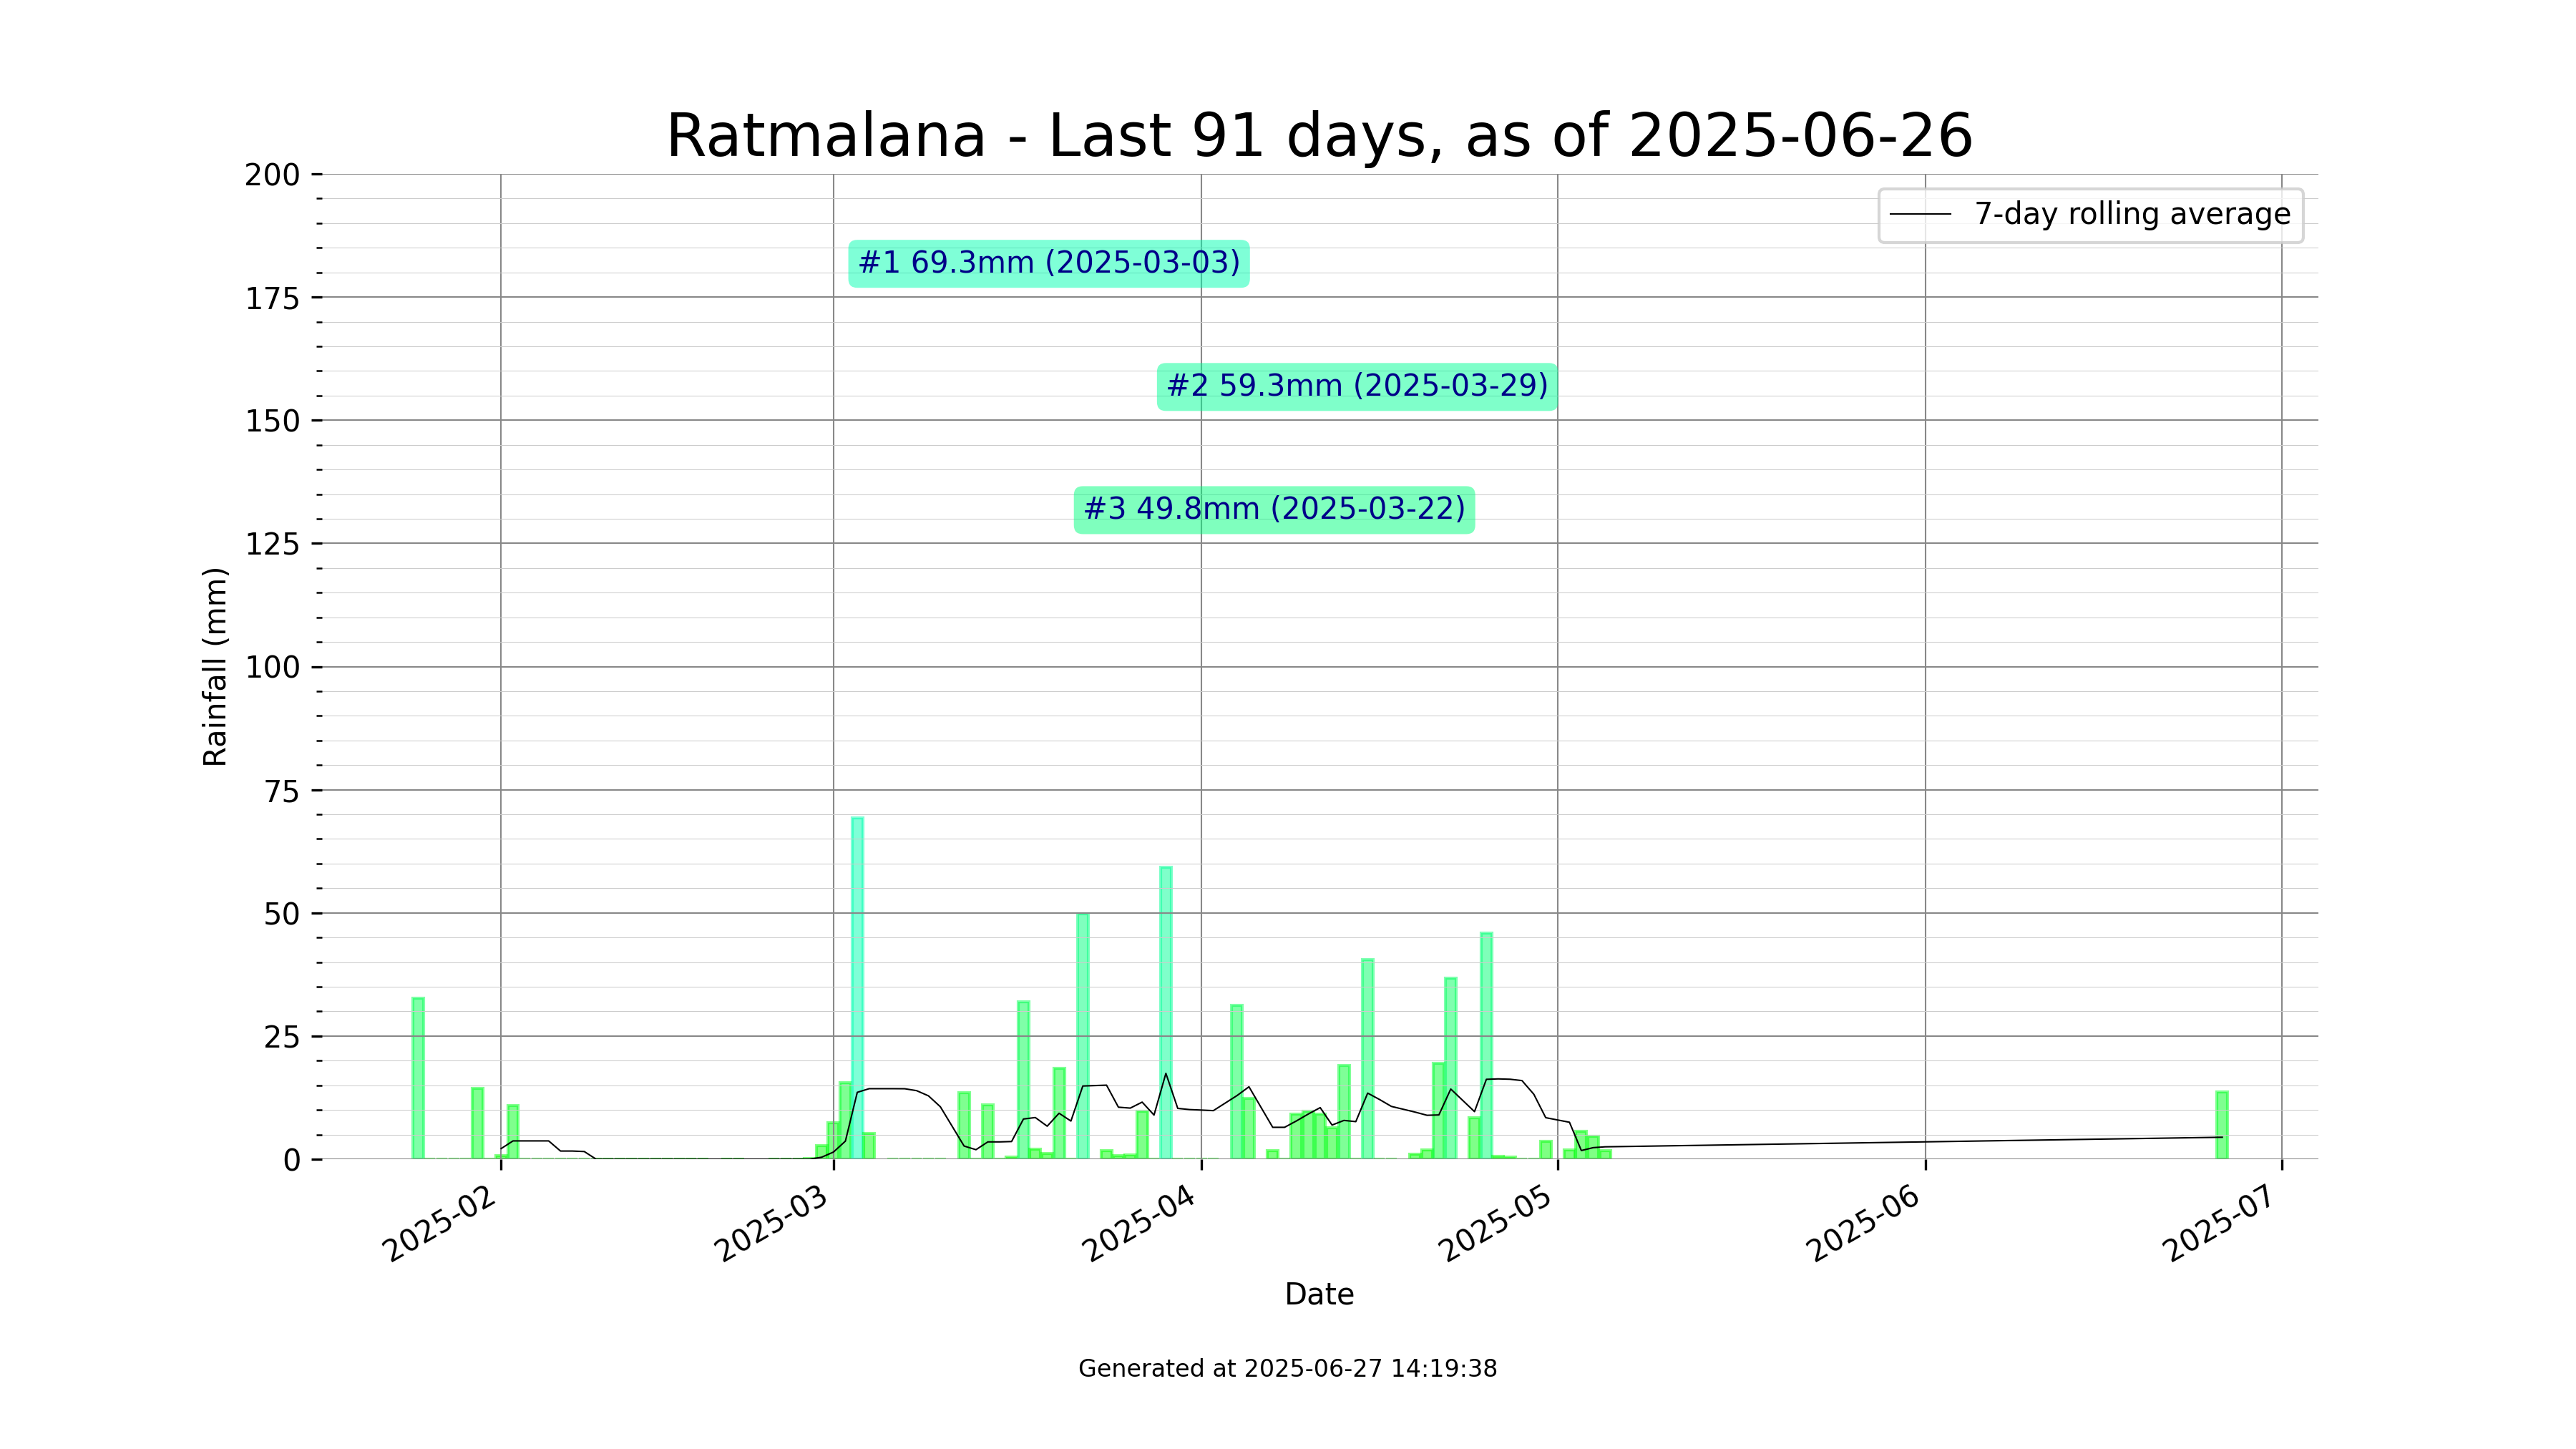 Ratmalana - Last 91 days, as of 2025-06-26
7-day rolling average
#1 69.3mm (2025-03-03)
#2 59.3mm (2025-03-29)
#3 49.8mm (2025-03-22)
Rainfall (mm)
200
175
150
125
100
75
50
25
0
2025-02
2025-03
2025-04
2025-05
2025-06
2025-07
Date
Generated at 2025-06-27 14:19:38